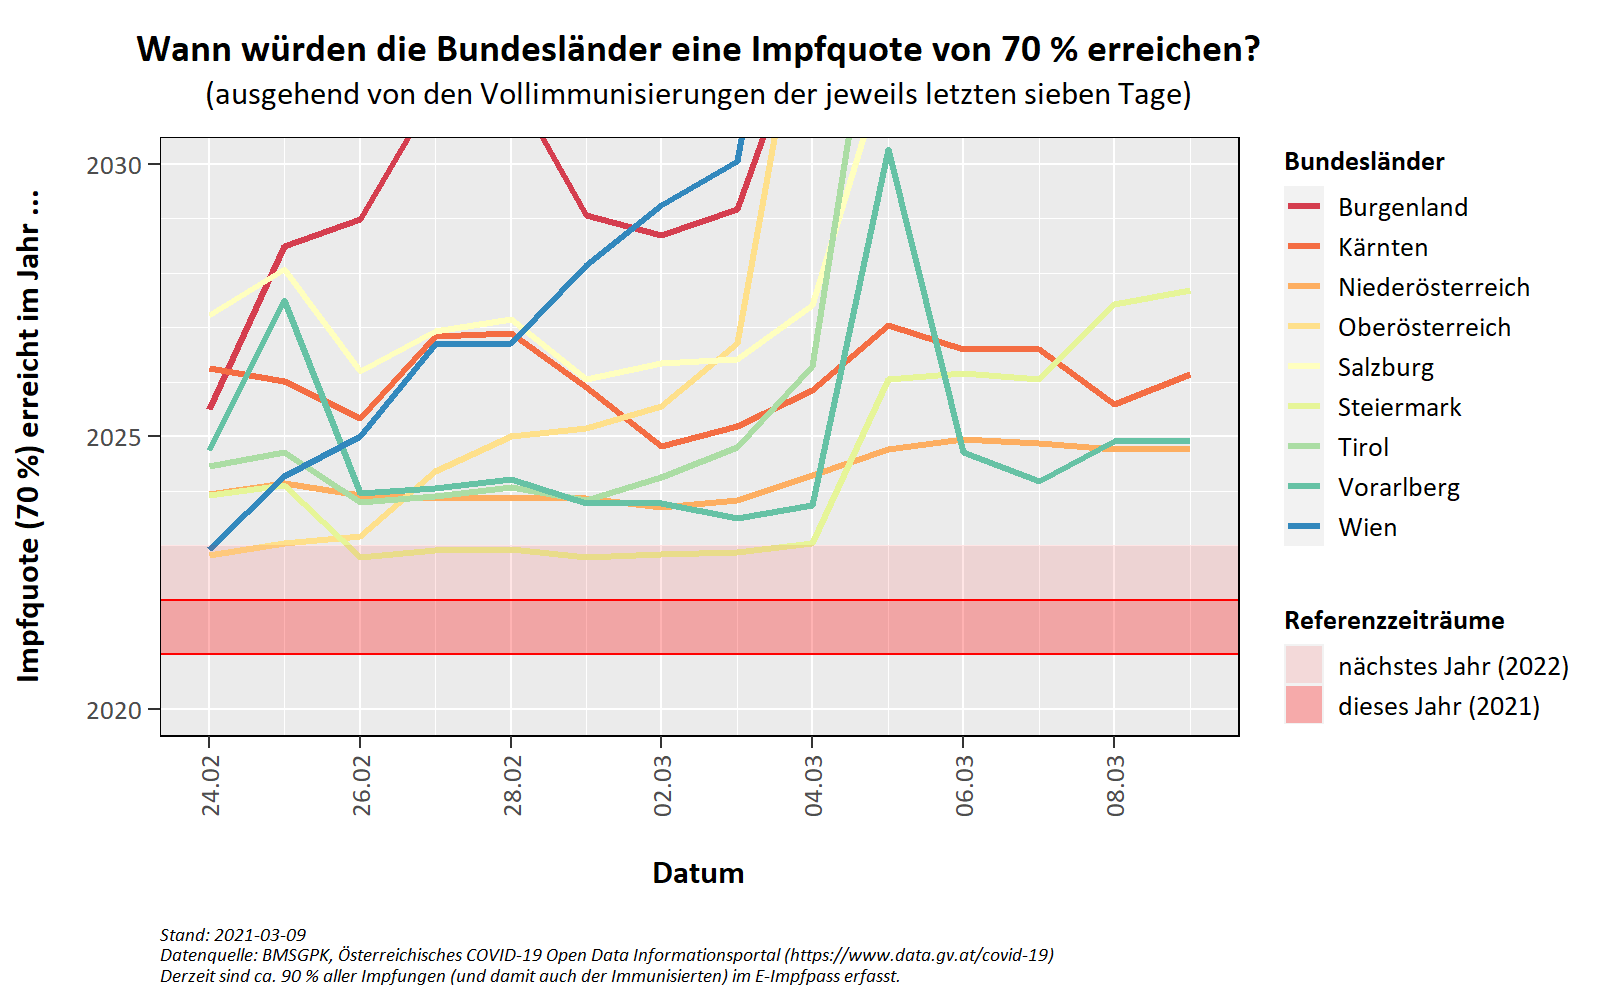 Wann würden die Bundesländer eine Impfquote von 70 % erreichen?
(ausgehend von den Vollimmunisierungen der jeweils letzten sieben Tage)
Impfquote (70 %) erreicht im Jahr ...
2030
2025
2020
24.02
26.02
28.02
02.03
04.03
06.03
08.03
Datum
Bundesländer
Burgenland
Kärnten
Niederösterreich
Oberösterreich
Salzburg
Steiermark
Tirol
Vorarlberg
Wien
Referenzzeiträume
nächstes Jahr (2022)
dieses Jahr (2021)
Stand: 2021-03-09
Datenquelle: BMSGPK, Österreichisches COVID-19 Open Data Informationsportal (https://www.data.gv.at/covid-19)
Derzeit sind ca. 90 % aller Impfungen (und damit auch der Immunisierten) im E-Impfpass erfasst.